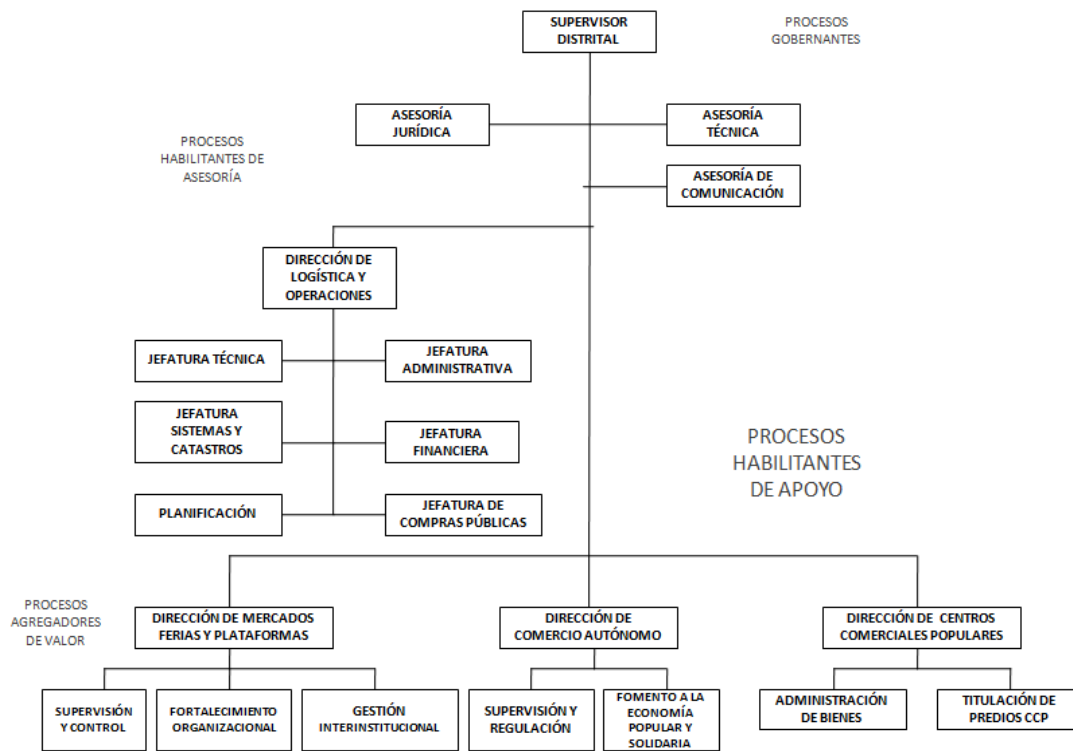 SUPERVISOR
DISTRITAL
PROCESOS
GOBERNANTES
ASESORÍA
JURÍDICA
ASESORÍA
TÉCNICA
PROCESOS
HABILITANTES DE
ASESORÍA
ASESORÍA DE
COMUNICACIÓN
DIRECCIÓN DE
LOGÍSTICA Y
OPERACIONES
JEFATURA TÉCNICA
JEFATURA
ADMINISTRATIVA
JEFATURA
SISTEMAS Y
CATASTROS
JEFATURA
FINANCIERA
PROCESOS
HABILITANTES
DE APOYO
PLANIFICACIÓN
JEFATURA DE
COMPRAS PÚBLICAS
PROCESOS
AGREGADORES
DE VALOR
DIRECCIÓN DE MERCADOS
FERIAS Y PLATAFORMAS
DIRECCIÓN DE
COMERCIO AUTÓNOMO
DIRECCIÓN DE CENTROS
COMERCIALES POPULARES
SUPERVISIÓN
Y CONTROL
FORTALECIMIENTO
ORGANIZACIONAL
GESTIÓN
INTERINSTITUCIONAL
SUPERVISIÓN Y
REGULACIÓN
FOMENTO A LA
ECONOMÍA
POPULAR Y
SOLIDARIA
ADMINISTRACIÓN
DE BIENES
TITULACIÓN DE
PREDIOS CCP